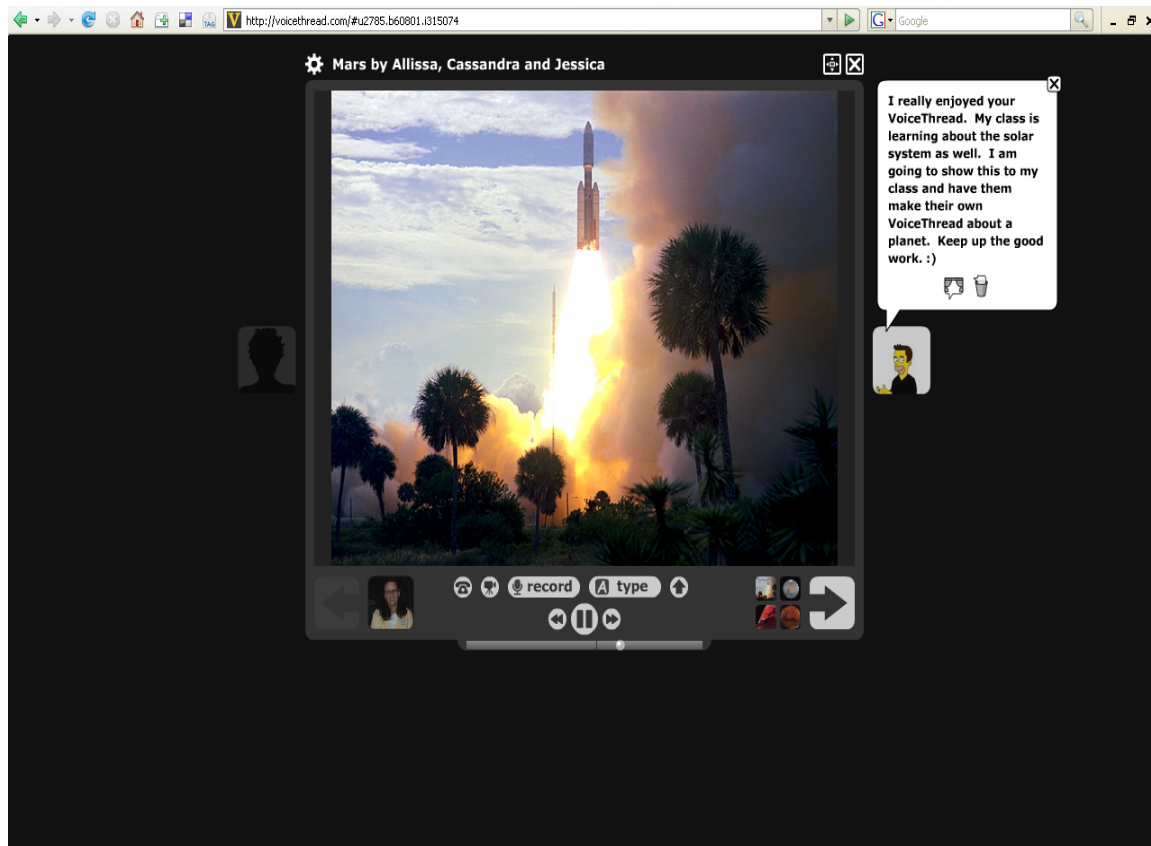 TAG
V http://voicethread.com/#u2785.b60801.i315074
G Google
Mars by Allissa, Cassandra and Jessica
I really enjoyed your
VoiceThread. My class is
learning about the solar
system as well. I am
going to show this to my
class and have them
make their own
VoiceThread about a
planet. Keep up the good
work. :)
record
A type